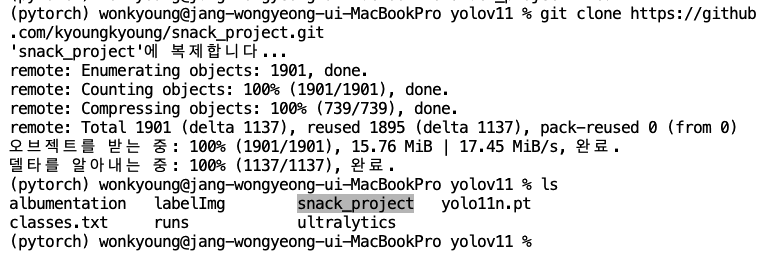 (pytorch) wonkyoung@jang-wongyeong-ui-MacBookPro yolov11 % git clone https://github
.com/kyoungkyoung/snack_project.git
'snack_project'에 복제합니다...
remote: Enumerating objects: 1901, done.
remote: Counting objects: 100% (1901/1901), done.
remote: Compressing objects: 100% (739/739), done.
remote: Total 1901 (delta 1137), reused 1895 (delta 1137), pack-reused 0 (from 0)
오브젝트를 받는 중: 100% (1901/1901), 15.76 MiB | 17.45 MiB/s, 완료.
델타를 알아내는 중: 100% (1137/1137), 완료.
(pytorch) wonkyoung@jang-wongyeong-ui-MacBookPro yolov11 % ls
albumentation labelImg snack_project yolo11n.pt
classes.txt runs ultralytics
(pytorch) wonkyoung@jang-wongyeong-ui-MacBookPro yolov11 %